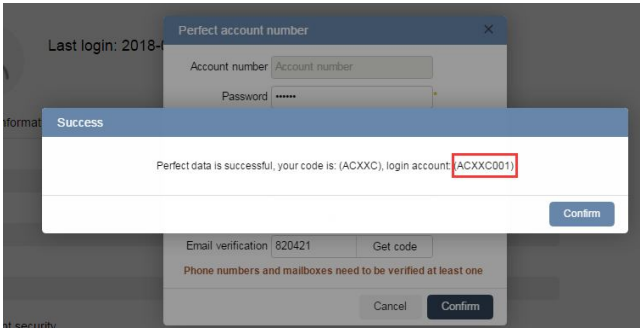 Perfect account number
Last login: 2018-
Account number Account number
Password •••••• *
Success
Perfect data is successful, your code is: (ACXXC), login account:(ACXXC001)
Confirm
Email verification 820421 Get code
Phone numbers and mailboxes need to be verified at least one
Cancel Confirm
security